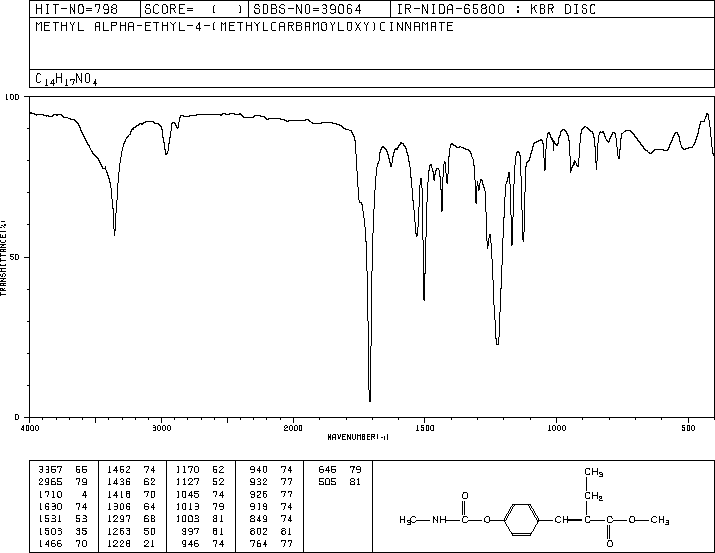 HIT-NO=798 SCORE= ( ) SDBS-NO=39064 IR-NIDA-65800 : KBR DISC
METHYL ALPHA-ETHYL-4-(METHYLCARBAMOYLOXY)CINNAMATE
C14H17NO4
100
50
0
TRANSMITTANCE(%)
4000 3000 2000 1500 1000 500
WAVENUMBER(-1)
3357 55 1452 74 1170 52 940 74 646 79
2965 79 1436 62 1127 52 932 77 505 81
1710 4 1418 70 1045 74 926 77
1630 74 1306 64 1013 79 919 74
1531 53 1297 68 1003 81 849 74
1503 35 1263 50 997 81 802 81
1466 70 1228 21 946 74 764 77
CH3
CH2
O
H3C NH C O CH C C O CH3
O